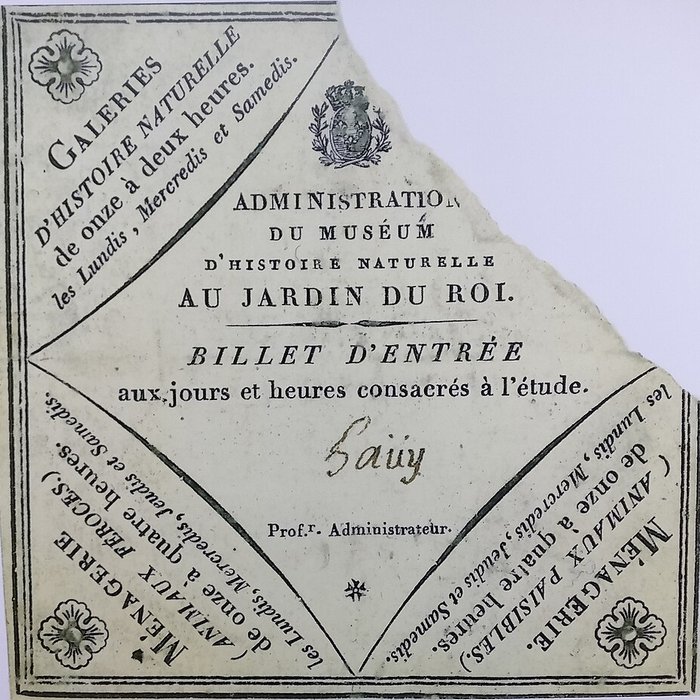 GALERIES
D'HISTOIRE NATURELLE
de onze à deux heures.
les Lundis, Mercredis et Samedis.
ADMINISTRATION
DU MUSÉUM
D'HISTOIRE NATURELLE
AU JARDIN DU ROI.
BILLET D'ENTRÉE
aux jours et heures consacrés à l'étude.
Haüy
Prof.r. Administrateur.
MÉNAGERIE
(ANIMAUX FÉROCES.)
de onze à quatre heures.
les Lundis, Mercredis, Jeudis et Samedis.
MÉNAGERIE.
(ANIMAUX PAISIBLES.)
de onze à quatre heures.
les Lundis, Mercredis, Jeudis et Samedis.